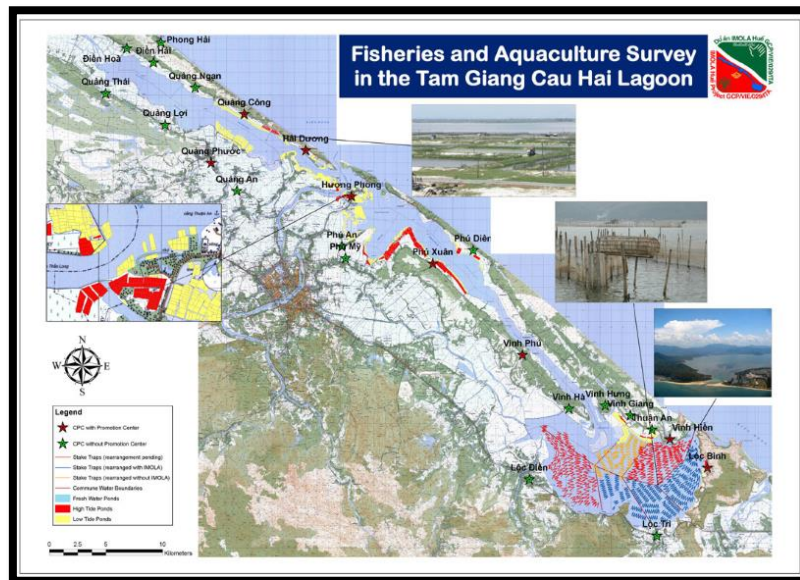 Fisheries and Aquaculture Survey
in the Tam Giang Cau Hai Lagoon
Phong Hải
Điền Hải
Điền Hoà
Quảng Ngạn
Quảng Thái
Quảng Công
Quảng Lợi
Hải Dương
Quảng Phước
Quảng An
Hương Phong
Phú An
Phú Mỹ
Phú Diên
Phú Xuân
Vinh Phú
Vinh Hà
Vinh Hưng
Vinh Giang
Thuận An
Vinh Hiền
Lộc Bình
Lộc Điền
Lộc Trì
N
W
E
S
Legend
CPC with Promotion Center
CPC without Promotion Center
Stake Traps (rearrangement pending)
Stake Traps (rearranged with IMOLA)
Stake Traps (rearranged without IMOLA)
Commune Water Boundaries
Fresh Water Ponds
High Tide Ponds
Low Tide Ponds
0 2.5 5 10
Kilometers